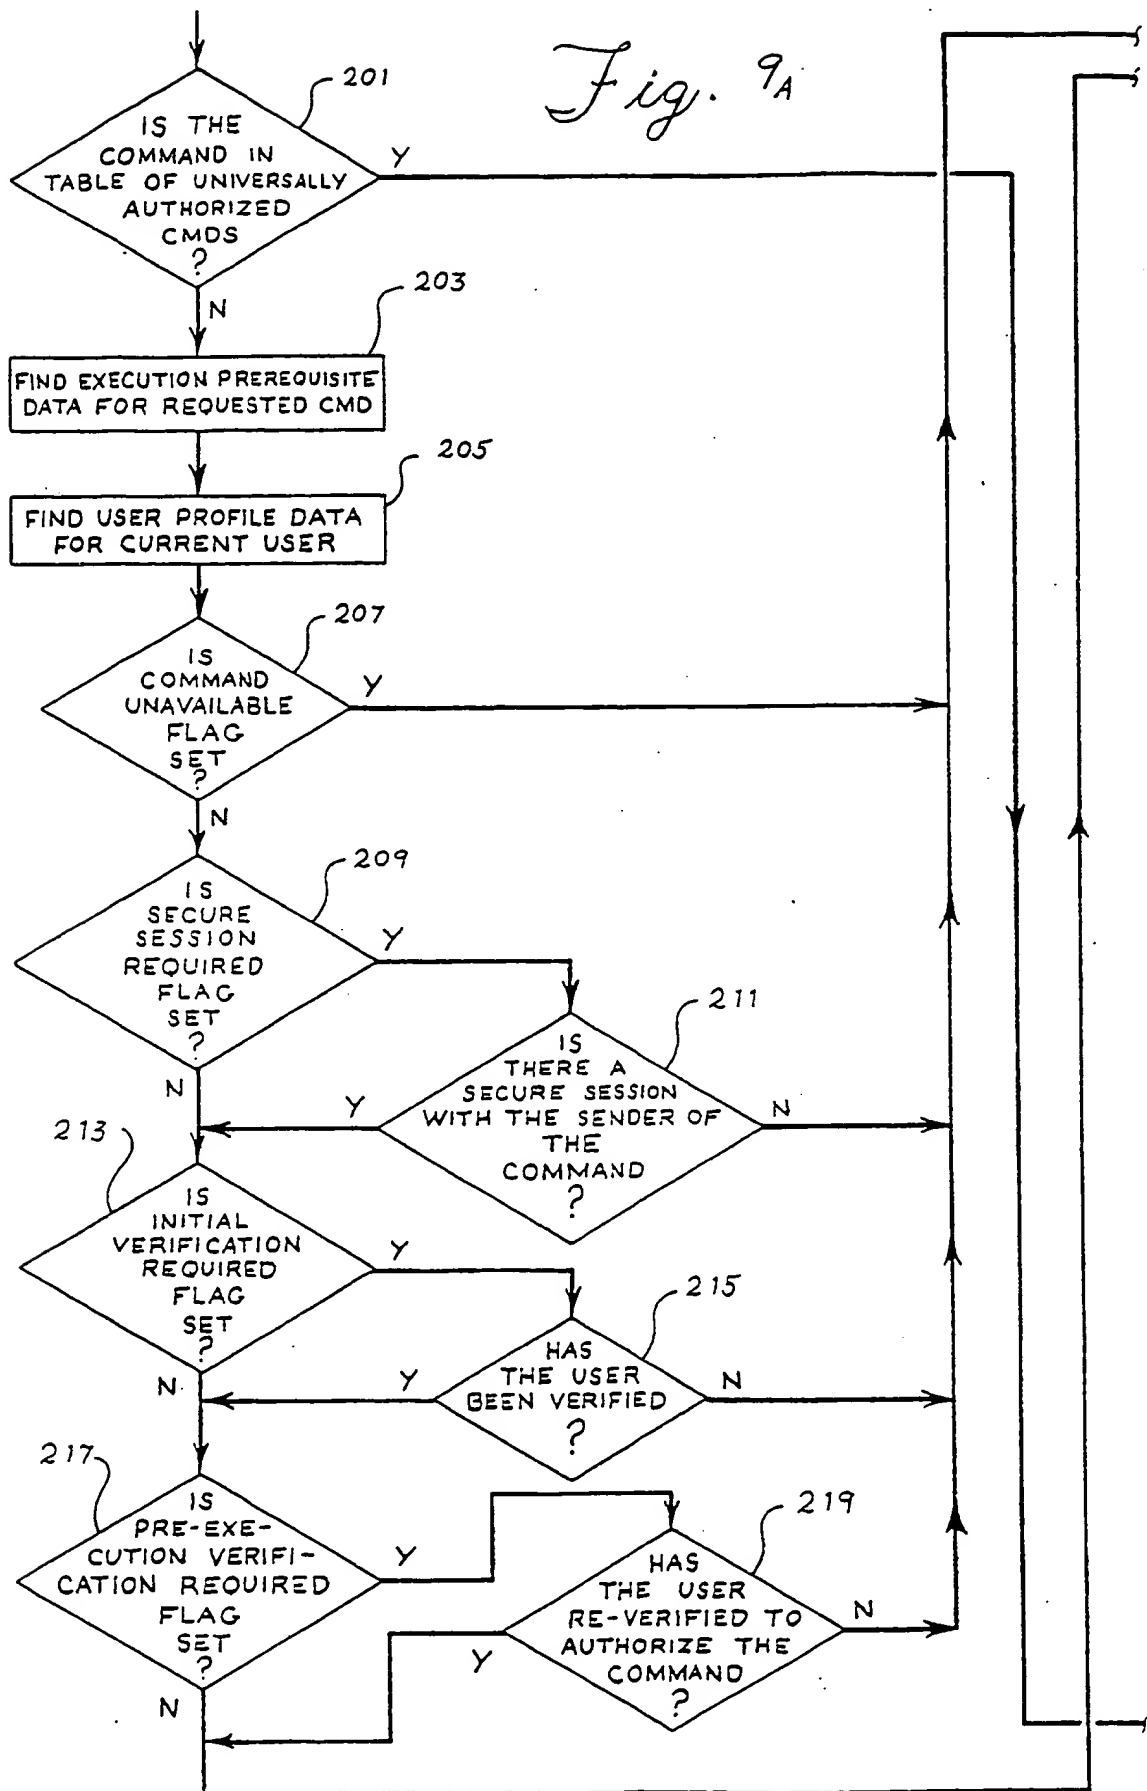 Fig. 9A
201
IS THE
COMMAND IN
TABLE OF UNIVERSALLY
AUTHORIZED
CMDS
?
Y
N
203
FIND EXECUTION PREREQUISITE
DATA FOR REQUESTED CMD
205
FIND USER PROFILE DATA
FOR CURRENT USER
207
IS
COMMAND
UNAVAILABLE
FLAG
SET
?
Y
N
209
IS
SECURE
SESSION
REQUIRED
FLAG
SET
?
Y
N
211
IS
THERE A
SECURE SESSION
WITH THE SENDER OF
THE
COMMAND
?
Y
N
213
IS
INITIAL
VERIFICATION
REQUIRED
FLAG
SET
?
Y
N
215
HAS
THE USER
BEEN VERIFIED
?
Y
N
217
IS
PRE-EXE-
CUTION VERIFI-
CATION REQUIRED
FLAG
SET
?
Y
N
219
HAS
THE USER
RE-VERIFIED TO
AUTHORIZE THE
COMMAND
?
Y
N